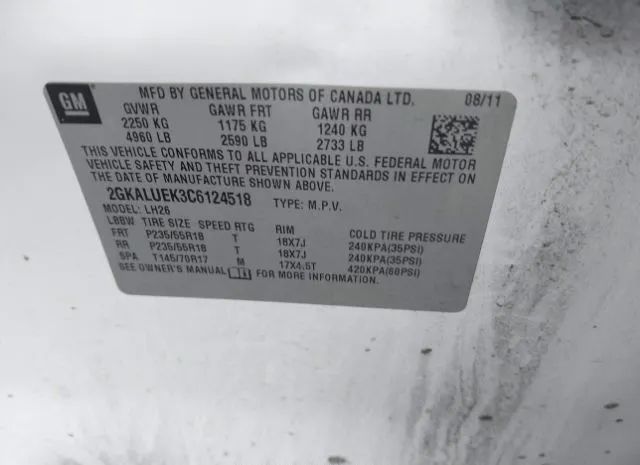 GM
MFD BY GENERAL MOTORS OF CANADA LTD. 08/11
GVWR GAWR FRT GAWR RR
2250 KG 1175 KG 1240 KG
4960 LB 2590 LB 2733 LB
THIS VEHICLE CONFORMS TO ALL APPLICABLE U.S. FEDERAL MOTOR
VEHICLE SAFETY AND THEFT PREVENTION STANDARDS IN EFFECT ON
THE DATE OF MANUFACTURE SHOWN ABOVE.
2GKALUEK3C6124518 TYPE: M.P.V.
MODEL: LH26
LBBW TIRE SIZE SPEED RTG RIM COLD TIRE PRESSURE
FRT P235/55R18 T 18X7J 240KPA(35PSI)
RR P235/55R18 T 18X7J 240KPA(35PSI)
SPA T145/70R17 M 17X4.5T 420KPA(60PSI)
SEE OWNER'S MANUAL FOR MORE INFORMATION.